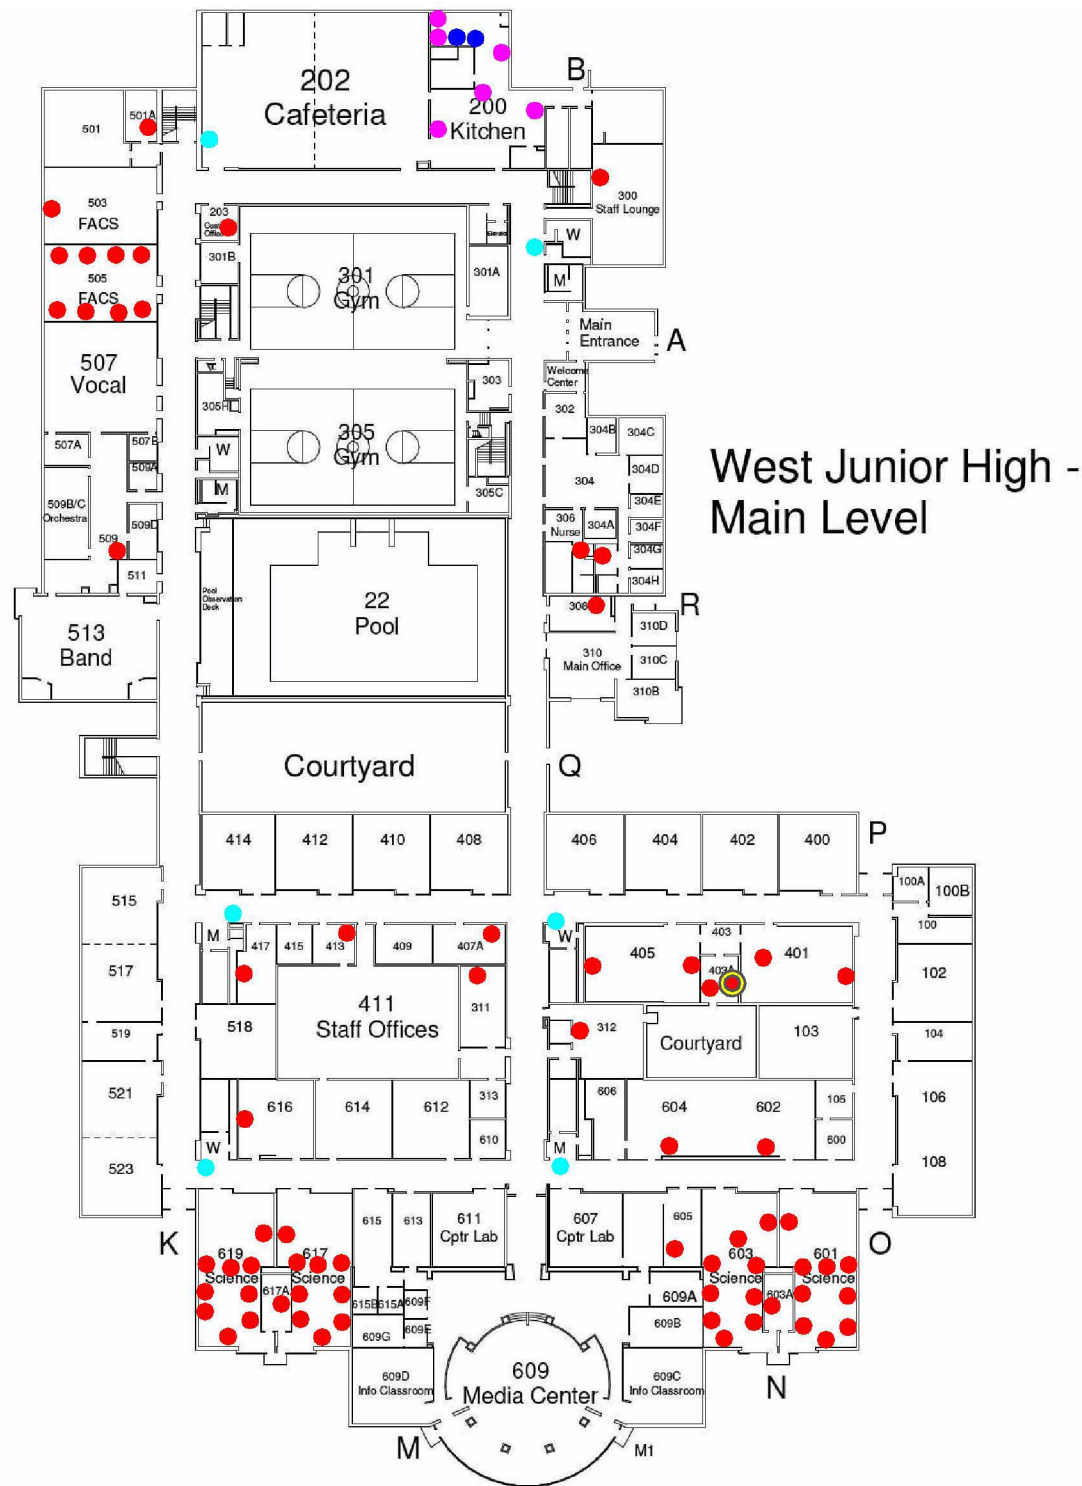 202
Cafeteria
200
Kitchen
B
501
501A
503
FACS
203
300
Staff Lounge
W
M
301B
301
Gym
301A
505
FACS
Main
Entrance
A
507
Vocal
Welcome
Center
303
302
305
Gym
W
M
305C
304B
304C
304
304D
304E
304F
304G
304H
306
Nurse
304A
West Junior High -
Main Level
507A
507B
509A
509B/C
Orchestra
509D
509
511
Pool
Observation
Deck
22
Pool
308
R
310D
310
Main Office
310C
310B
513
Band
Courtyard
Q
414
412
410
408
406
404
402
400
P
515
517
519
521
523
M
417
415
413
409
407A
W
405
403
403A
401
100A
100B
100
102
104
106
108
411
Staff Offices
311
518
312
Courtyard
103
616
614
612
313
610
606
604
602
105
600
W
M
K
619
Science
617
Science
617A
615
613
611
Cptr Lab
607
Cptr Lab
605
603
Science
601
Science
603A
O
615B
615A
609F
609E
609G
609A
609B
609D
Info Classroom
609
Media Center
609C
Info Classroom
N
M
M1